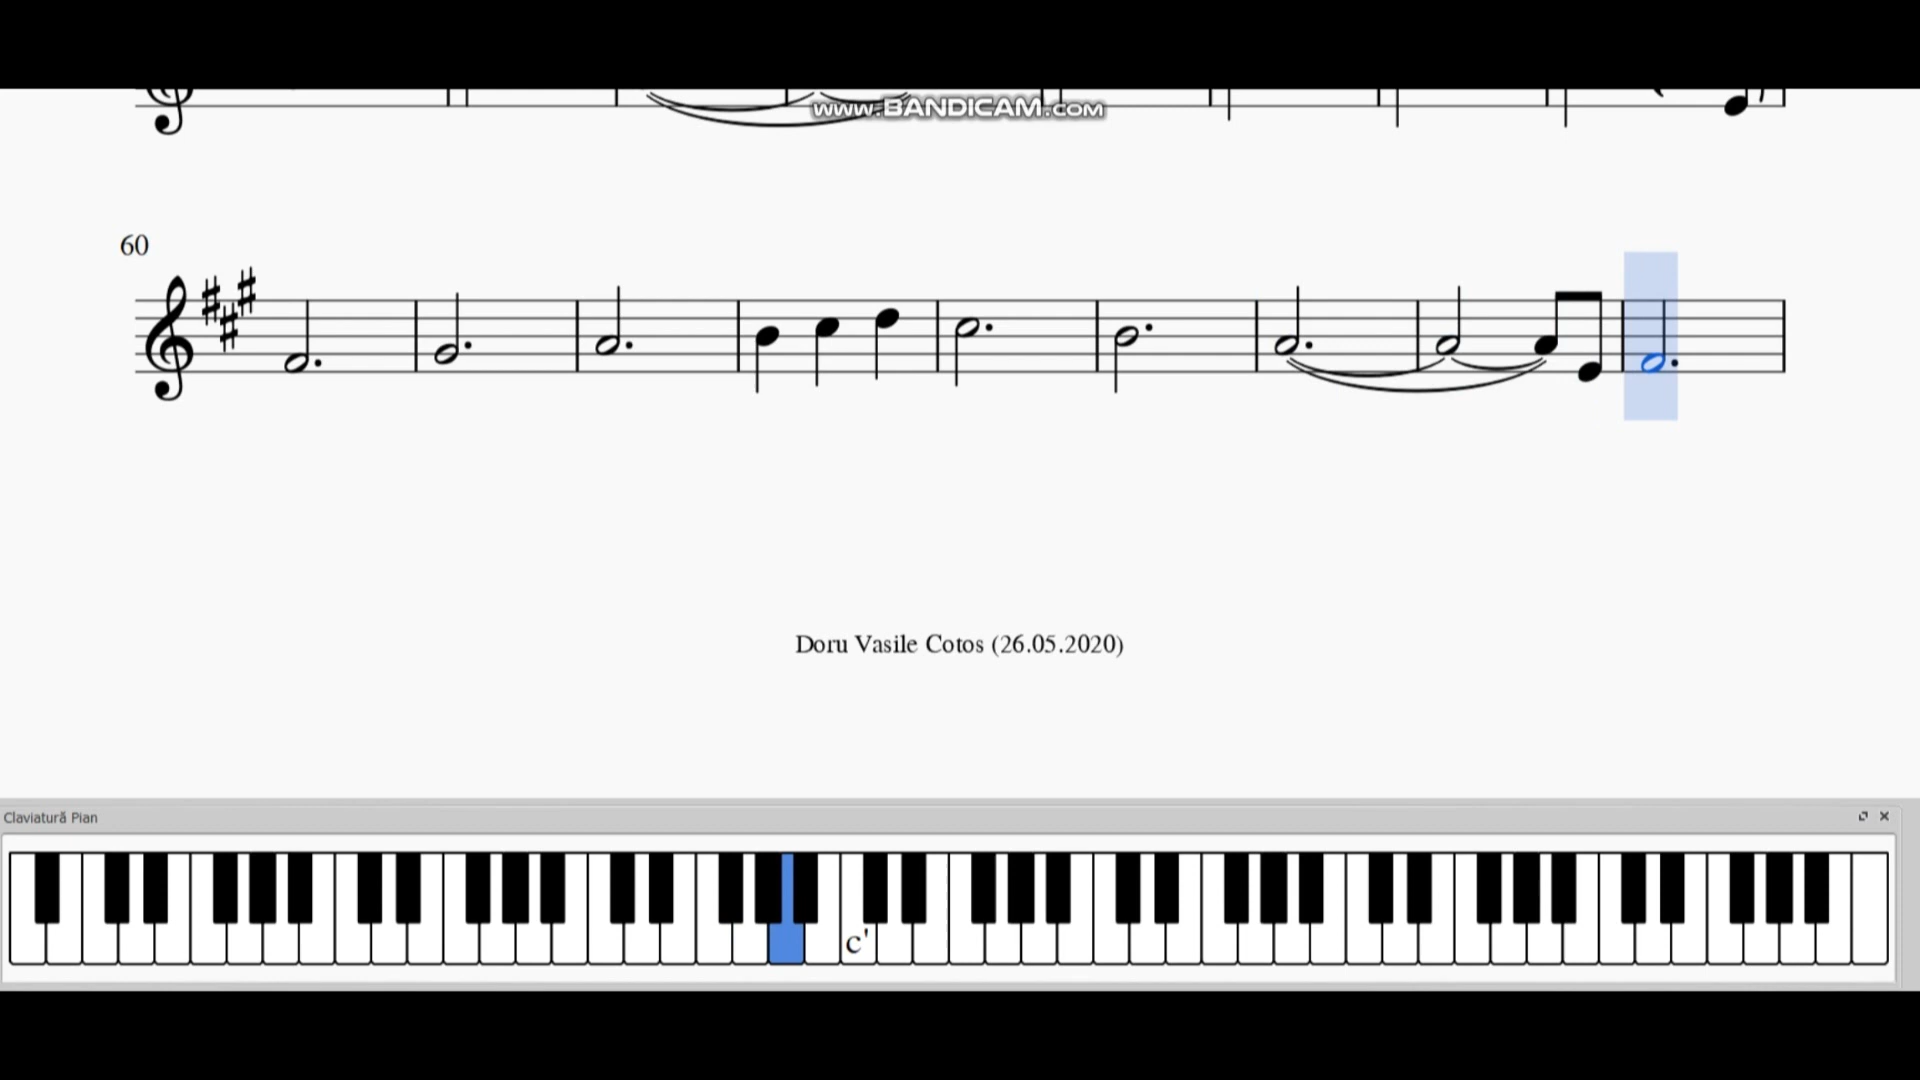 www.BANDICAM.com
60
Doru Vasile Cotos (26.05.2020)
Claviatură Pian
c'